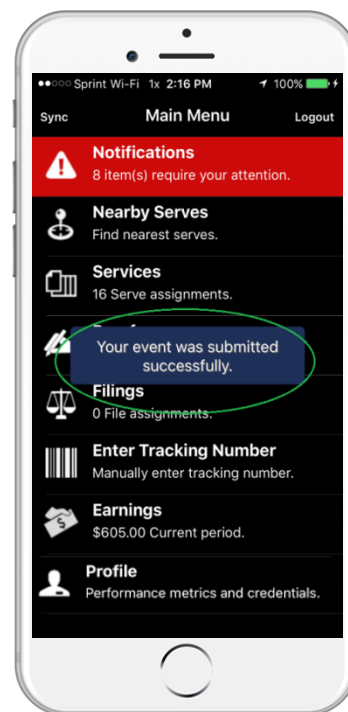 Sprint Wi-Fi 1x 2:16 PM 100%
Sync Main Menu Logout
Notifications
8 item(s) require your attention.
Nearby Serves
Find nearest serves.
Services
16 Serve assignments.
Your event was submitted
successfully.
Filings
0 File assignments.
Enter Tracking Number
Manually enter tracking number.
Earnings
$605.00 Current period.
Profile
Performance metrics and credentials.